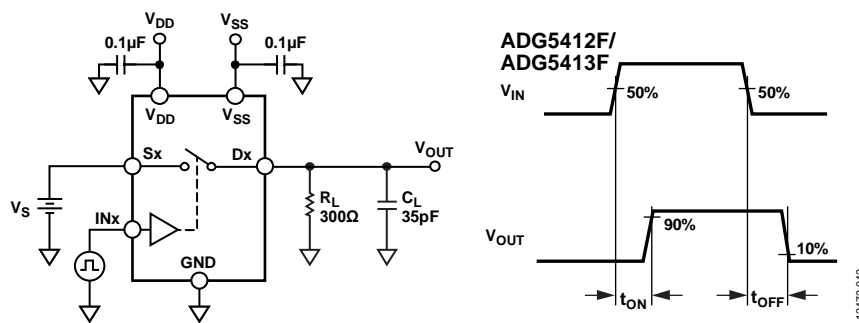 VDD
VSS
0.1µF
0.1µF
VDD
VSS
Sx
Dx
VOUT
VS
INx
RL
300Ω
CL
35pF
GND
ADG5412F/
ADG5413F
VIN
50%
50%
VOUT
90%
10%
tON
tOFF